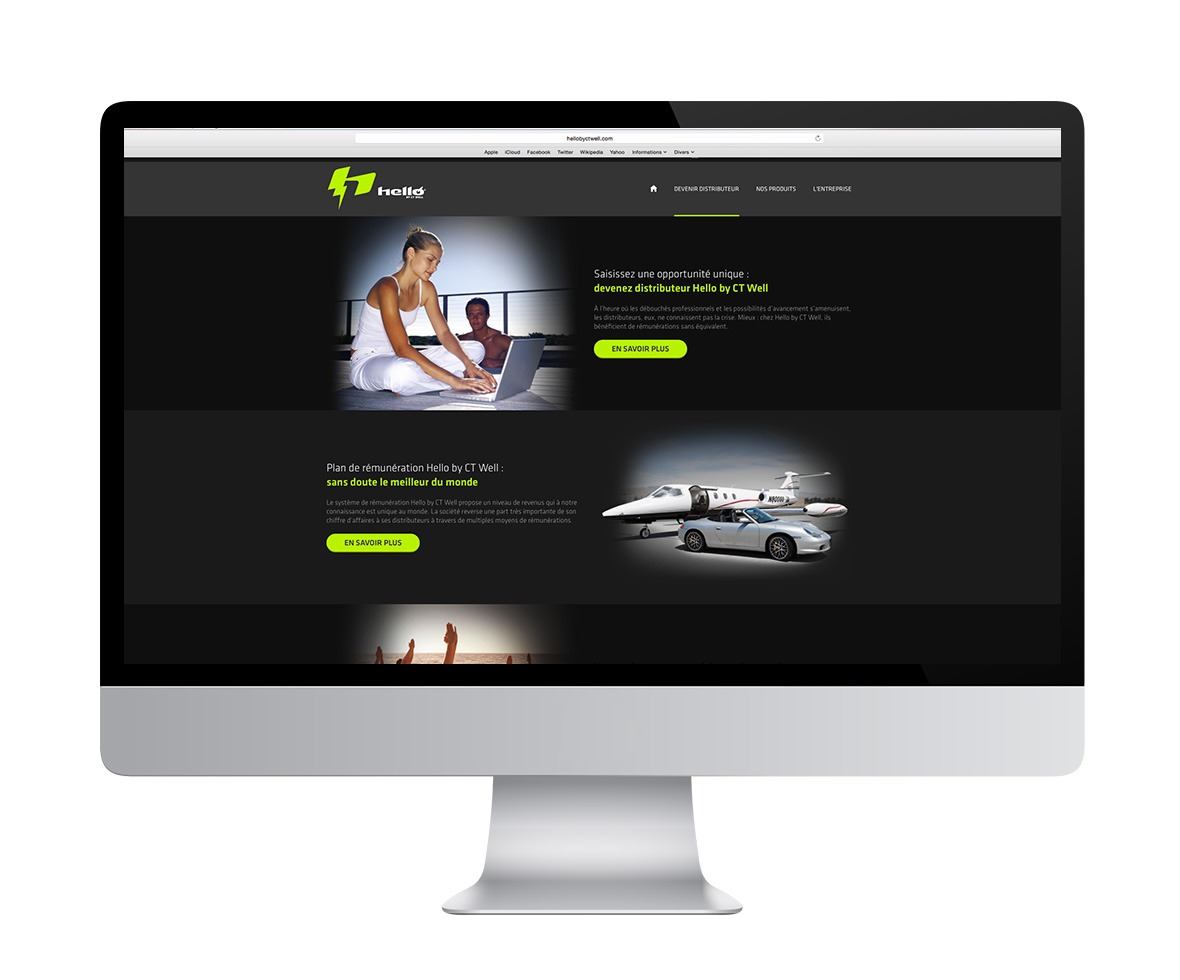 hellobyctwell.com
Apple iCloud Facebook Twitter Wikipedia Yahoo Informations Divers
hello
BY CT WELL
DEVENIR DISTRIBUTEUR NOS PRODUITS L'ENTREPRISE
Saisissez une opportunité unique :
devenez distributeur Hello by CT Well
À l'heure où les débouchés professionnels et les possibilités d'avancement s'amenuisent,
les distributeurs, eux, ne connaissent pas la crise. Mieux : chez Hello by CT Well, ils
bénéficient de rémunérations sans équivalent.
EN SAVOIR PLUS
Plan de rémunération Hello by CT Well :
sans doute le meilleur du monde
Le système de rémunération Hello by CT Well propose un niveau de revenus qui à notre
connaissance est unique au monde. La société reverse une part très importante de son
chiffre d'affaires à ses distributeurs à travers de multiples moyens de rémunérations.
EN SAVOIR PLUS